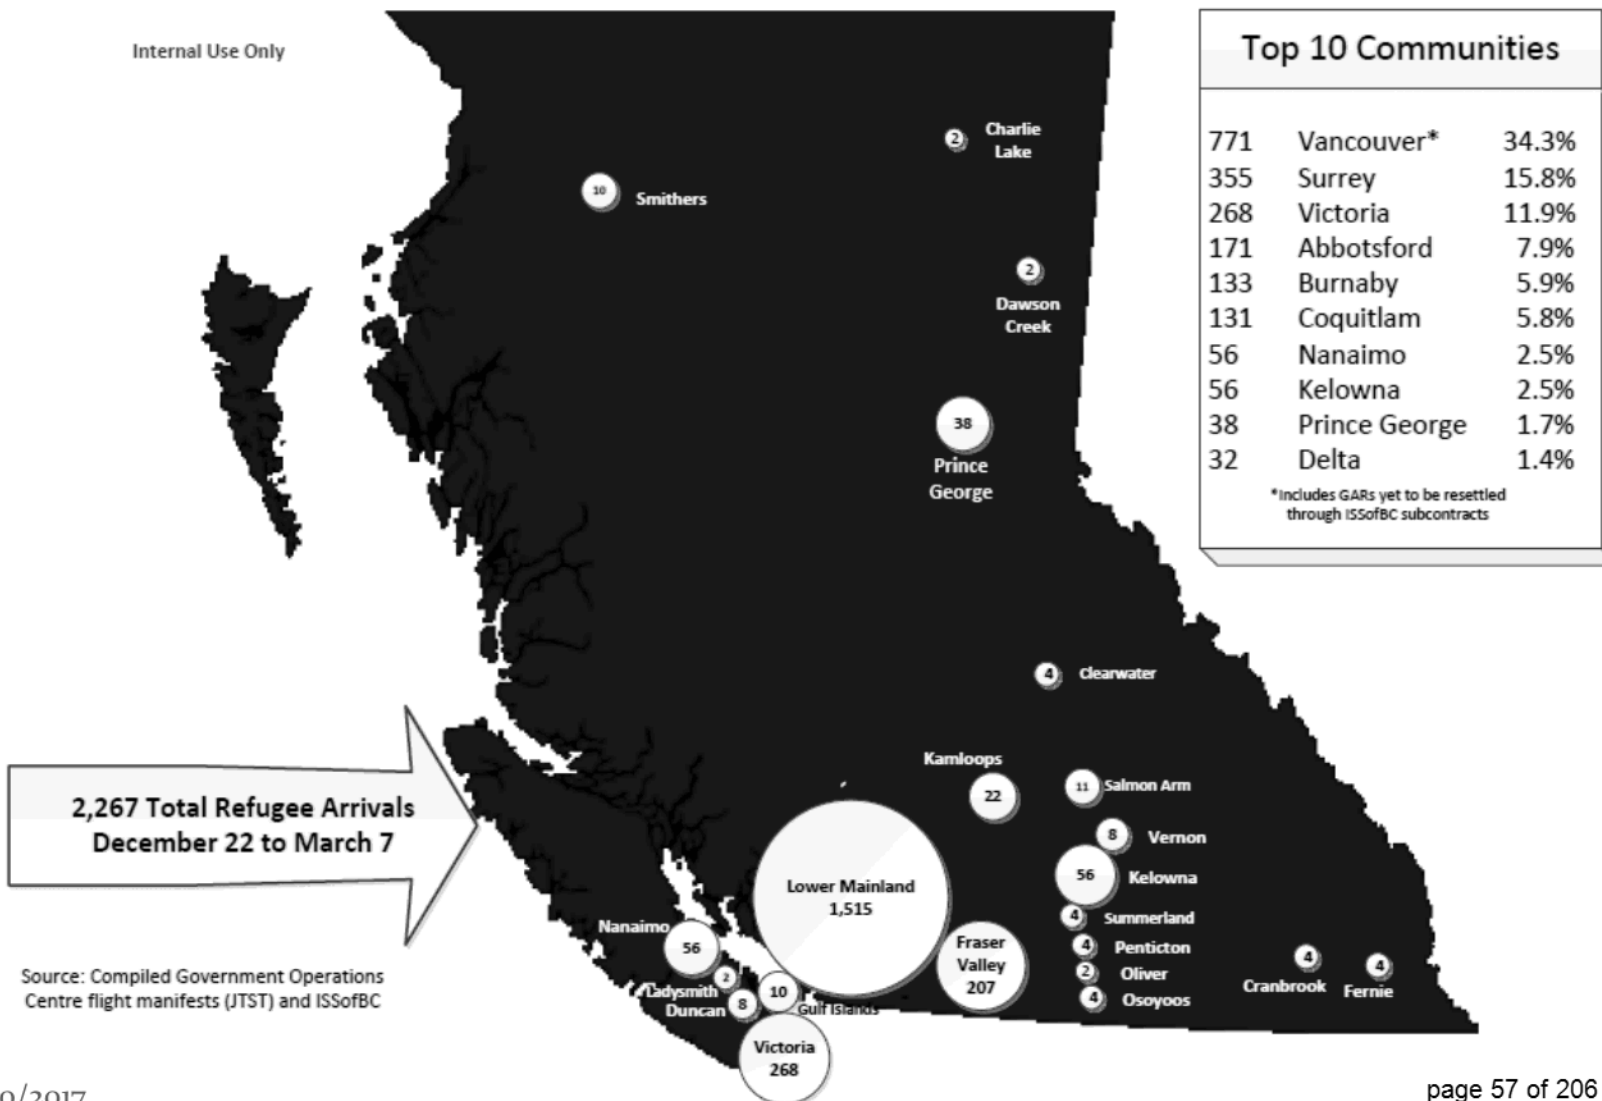 Internal Use Only
Top 10 Communities
771 Vancouver* 34.3%
355 Surrey 15.8%
268 Victoria 11.9%
171 Abbotsford 7.9%
133 Burnaby 5.9%
131 Coquitlam 5.8%
56 Nanaimo 2.5%
56 Kelowna 2.5%
38 Prince George 1.7%
32 Delta 1.4%
*Includes GARs yet to be resettled
through ISSofBC subcontracts
2 Charlie
Lake
10 Smithers
2
Dawson
Creek
38
Prince
George
4 Clearwater
Kamloops
22
11 Salmon Arm
8 Vernon
56 Kelowna
4 Summerland
4 Penticton
2 Oliver
4 Osoyoos
4
Cranbrook
4
Fernie
2,267 Total Refugee Arrivals
December 22 to March 7
Lower Mainland
1,515
Fraser
Valley
207
Nanaimo
56
2
Ladysmith
8
Duncan
10
Gulf Islands
Victoria
268
Source: Compiled Government Operations
Centre flight manifests (JTST) and ISSofBC
page 57 of 206